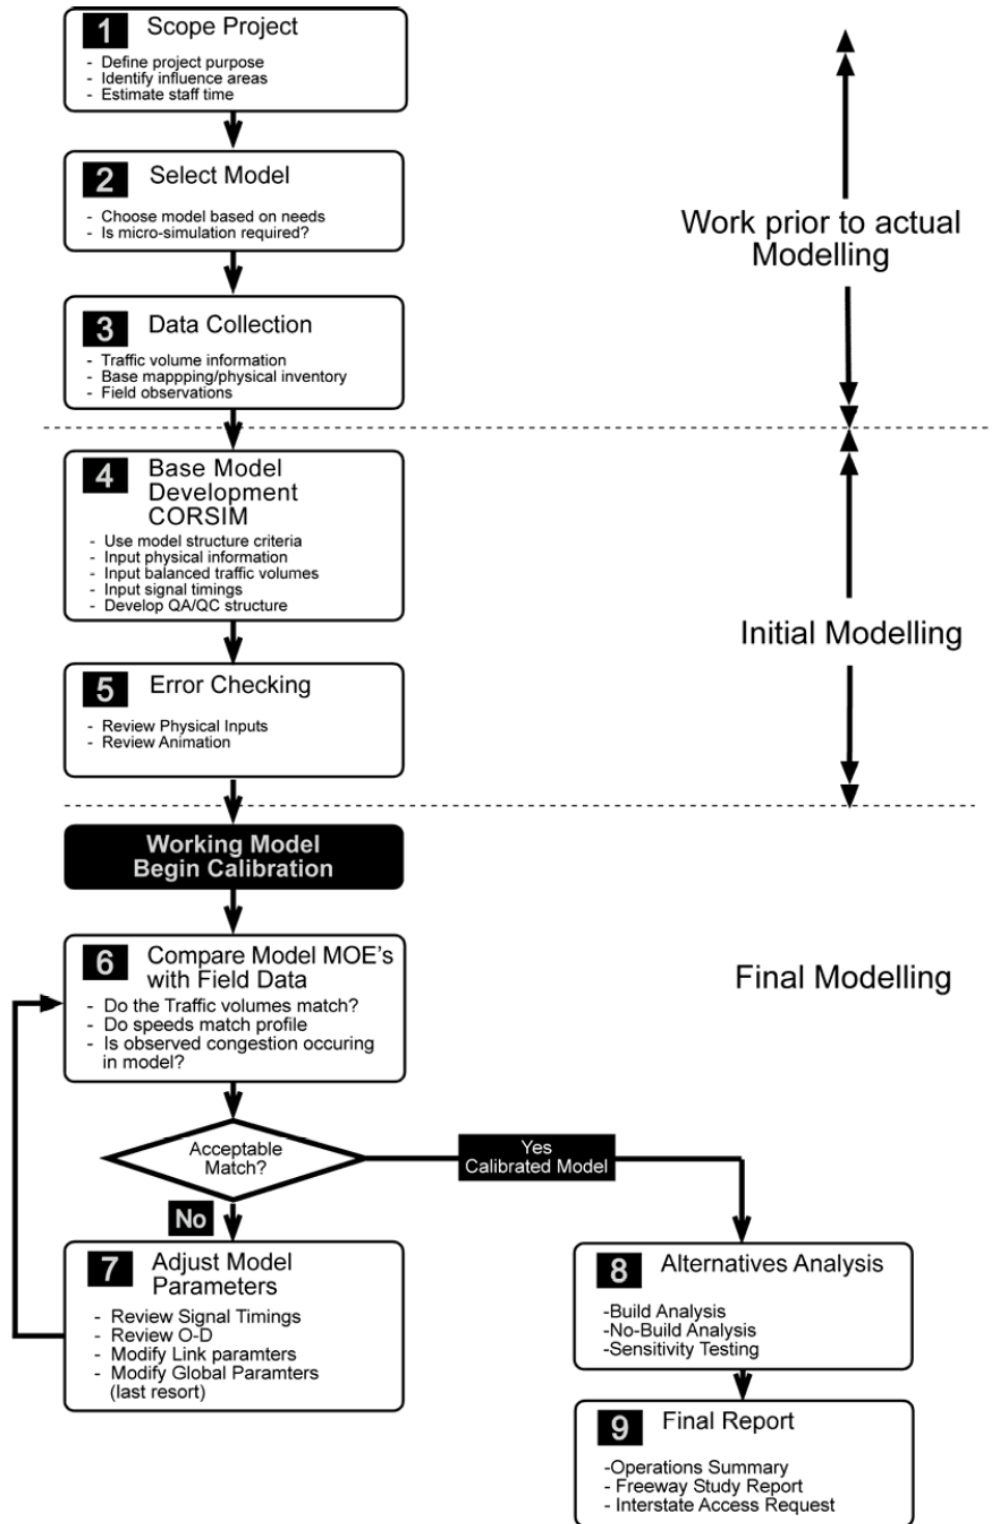 1 Scope Project
- Define project purpose
- Identify influence areas
- Estimate staff time
2 Select Model
- Choose model based on needs
- Is micro-simulation required?
Work prior to actual
Modelling
3 Data Collection
- Traffic volume information
- Base mappping/physical inventory
- Field observations
4 Base Model
Development
CORSIM
- Use model structure criteria
- Input physical information
- Input balanced traffic volumes
- Input signal timings
- Develop QA/QC structure
Initial Modelling
5 Error Checking
- Review Physical Inputs
- Review Animation
Working Model
Begin Calibration
6 Compare Model MOE's
with Field Data
- Do the Traffic volumes match?
- Do speeds match profile
- Is observed congestion occuring
in model?
Final Modelling
Acceptable
Match?
Yes
Calibrated Model
No
7 Adjust Model
Parameters
- Review Signal Timings
- Review O-D
- Modify Link paramters
- Modify Global Paramters
(last resort)
8 Alternatives Analysis
-Build Analysis
-No-Build Analysis
-Sensitivity Testing
9 Final Report
-Operations Summary
- Freeway Study Report
- Interstate Access Request